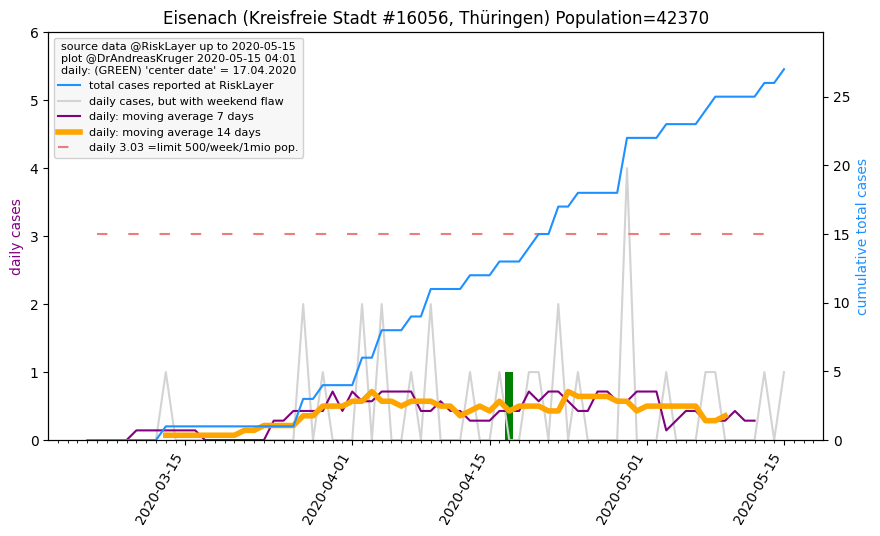 Eisenach (Kreisfreie Stadt #16056, Thüringen) Population=42370
source data @RiskLayer up to 2020-05-15
plot @DrAndreasKruger 2020-05-15 04:01
daily: (GREEN) 'center date' = 17.04.2020
total cases reported at RiskLayer
daily cases, but with weekend flaw
daily: moving average 7 days
daily: moving average 14 days
daily 3.03 =limit 500/week/1mio pop.
daily cases
6
5
4
3
2
1
0
25
20
15
10
5
0
cumulative total cases
2020-03-15
2020-04-01
2020-04-15
2020-05-01
2020-05-15